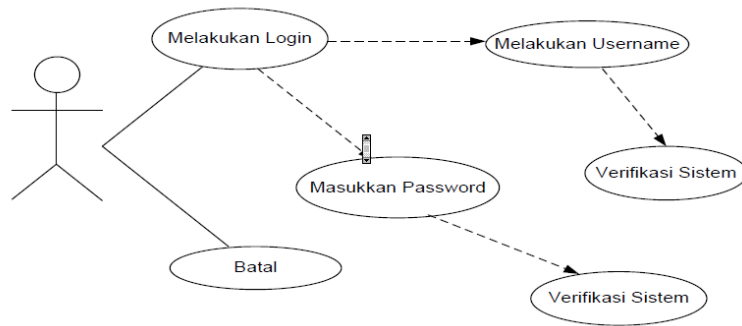 Melakukan Login
Melakukan Username
Masukkan Password
Verifikasi Sistem
Batal
Verifikasi Sistem